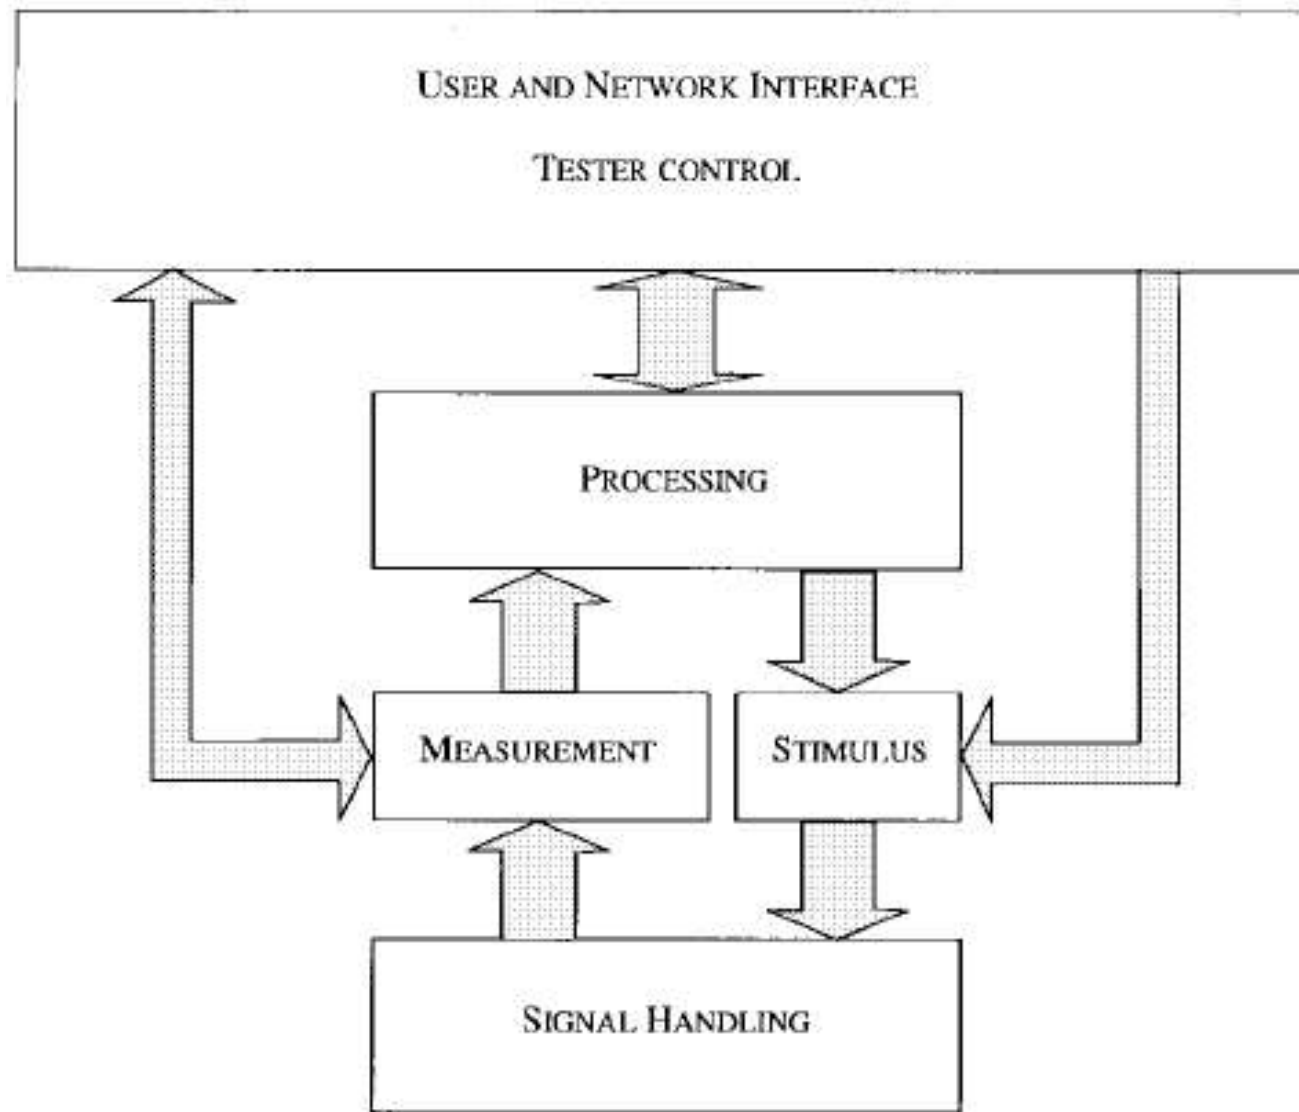 USER AND NETWORK INTERFACE
TESTER CONTROL
PROCESSING
MEASUREMENT
STIMULUS
SIGNAL HANDLING